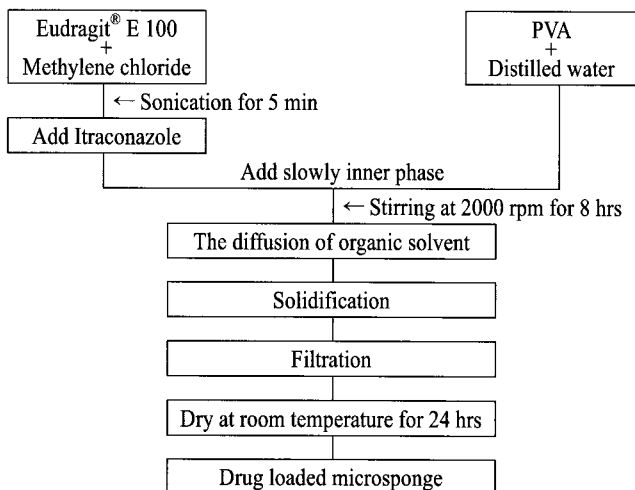 Eudragit® E 100
+
Methylene chloride
PVA
+
Distilled water
← Sonication for 5 min
Add Itraconazole
Add slowly inner phase
← Stirring at 2000 rpm for 8 hrs
The diffusion of organic solvent
Solidification
Filtration
Dry at room temperature for 24 hrs
Drug loaded microsponge